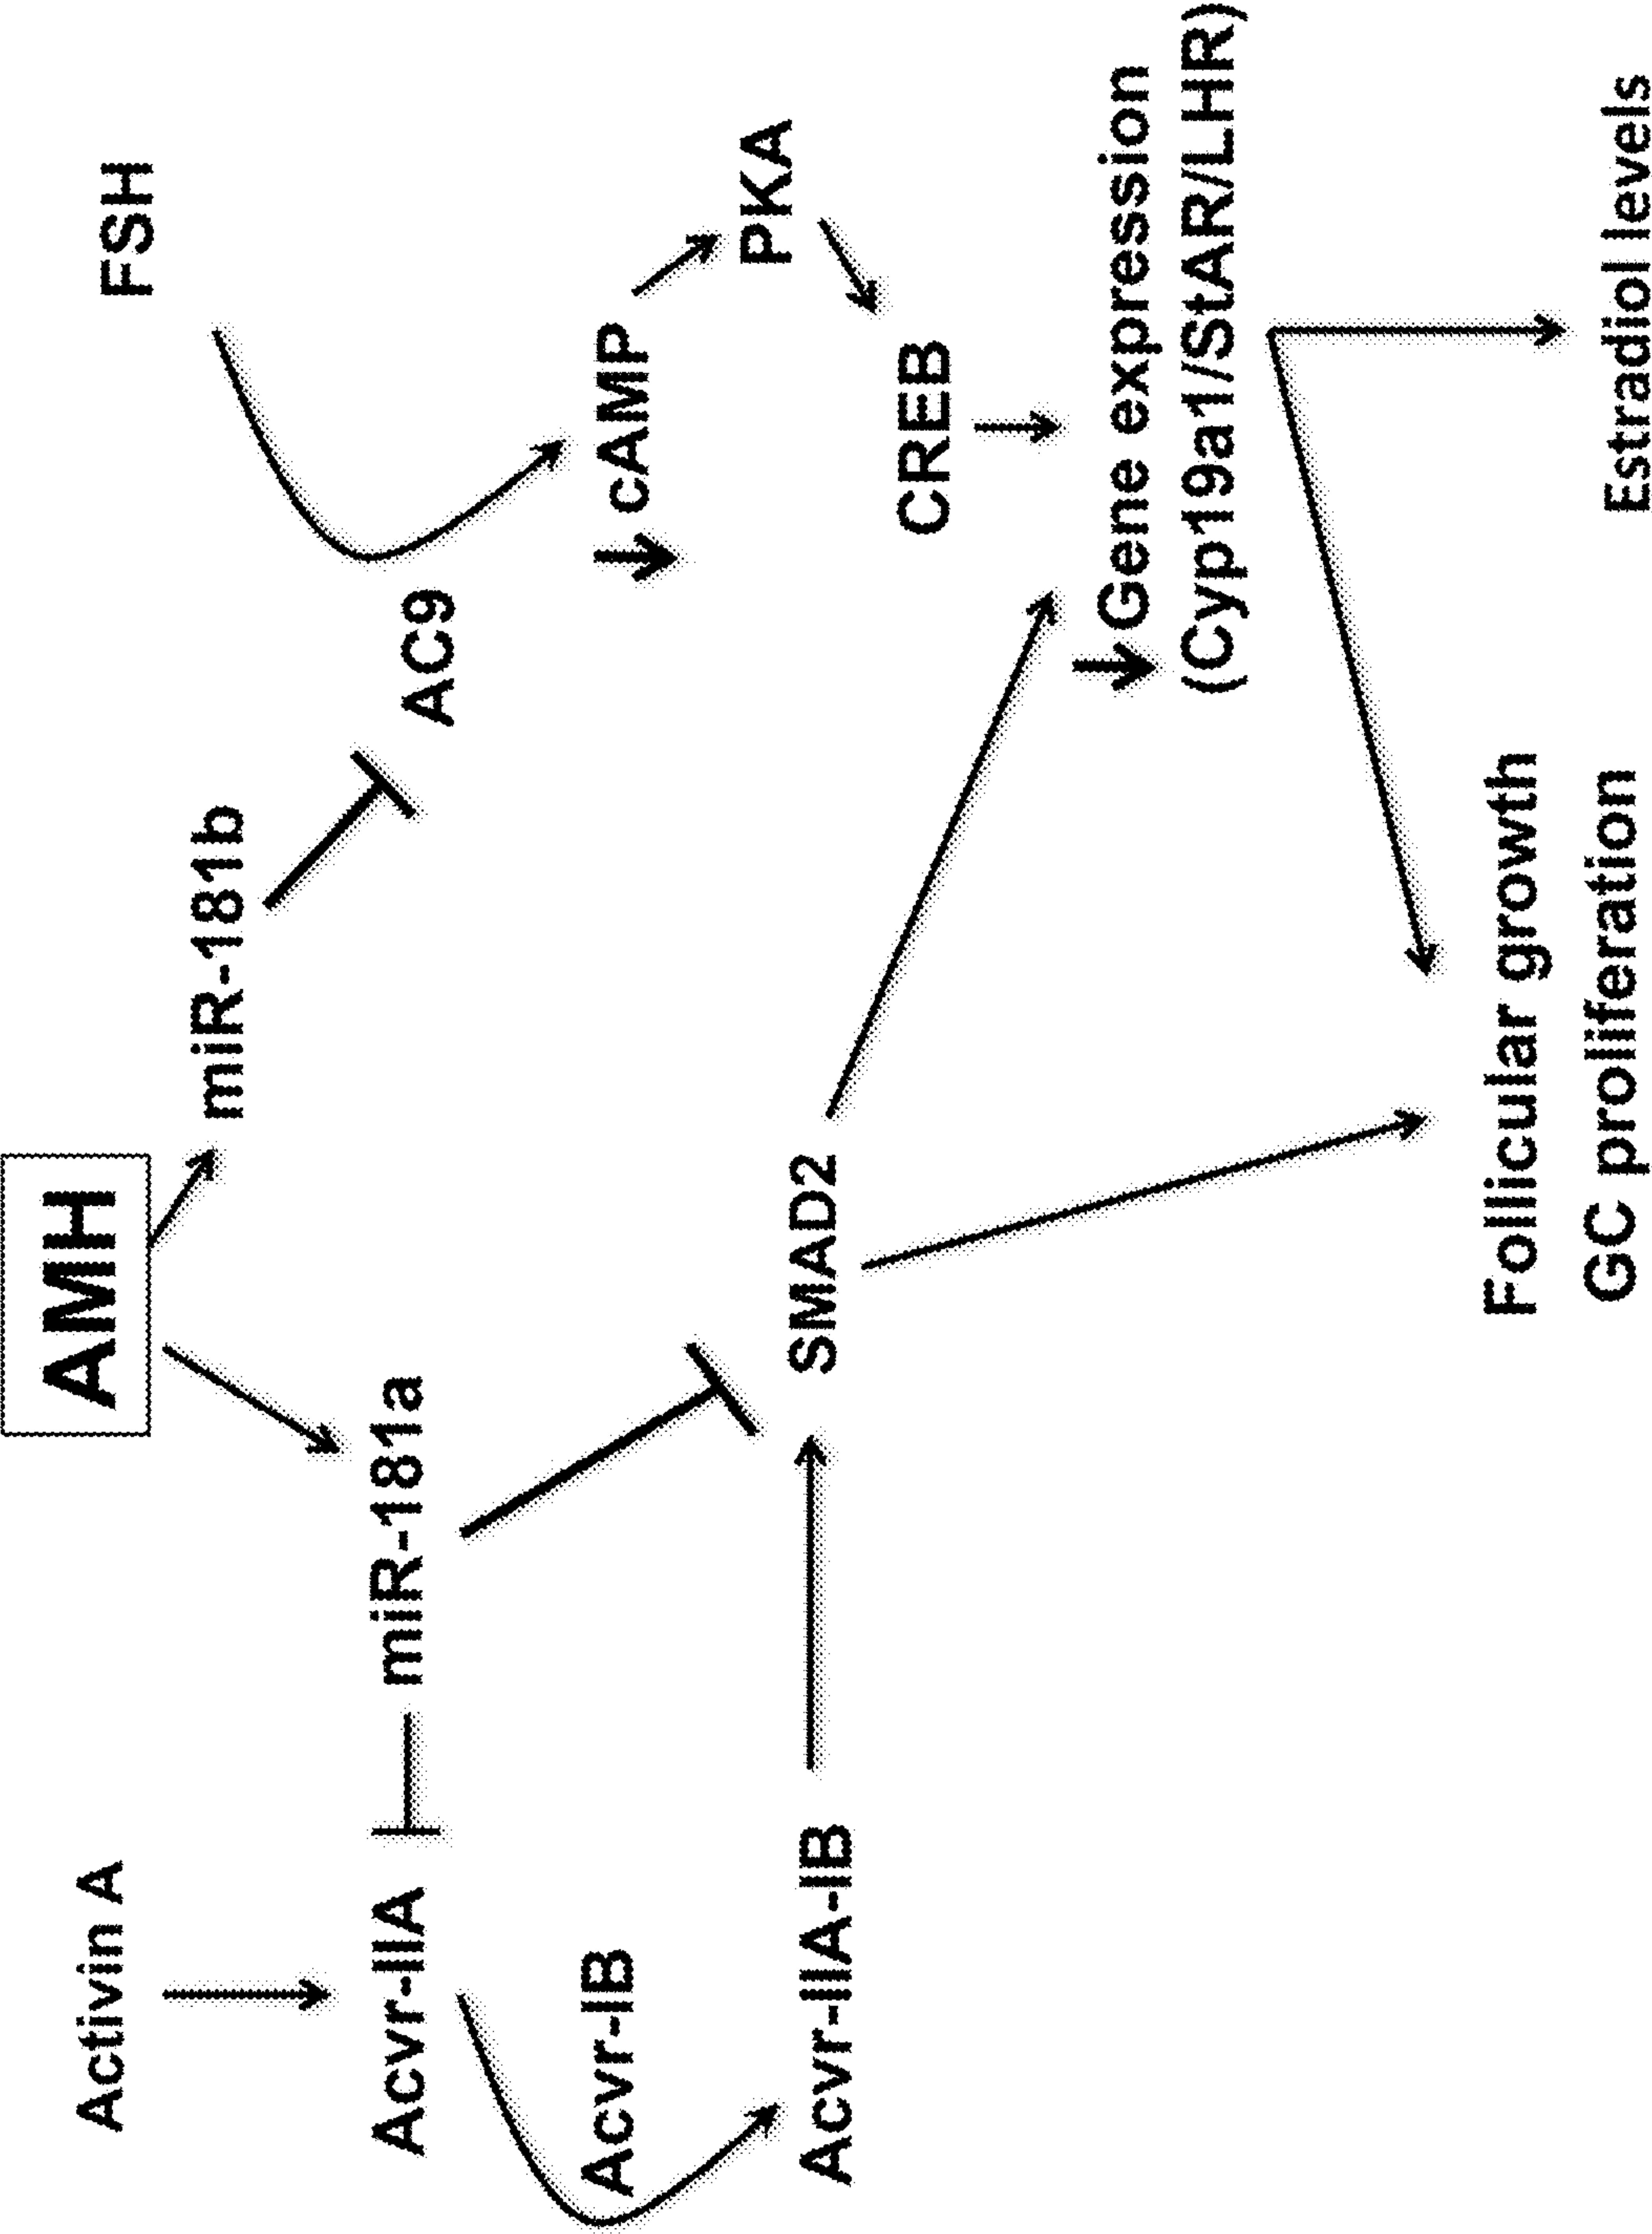 AMH
Activin A
FSH
miR-181b
miR-181a
Acvr-IIA
AC9
Acvr-IB
cAMP
PKA
Acvr-IIA-IB
SMAD2
CREB
Gene expression
(Cyp19a1/StAR/LHR)
Follicular growth
GC proliferation
Estradiol levels